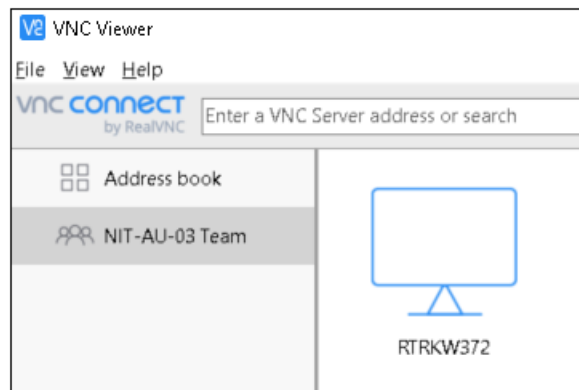 VNC Viewer
File View Help
vnc connect
by RealVNC
Enter a VNC Server address or search
Address book
NIT-AU-03 Team
RTRKW372